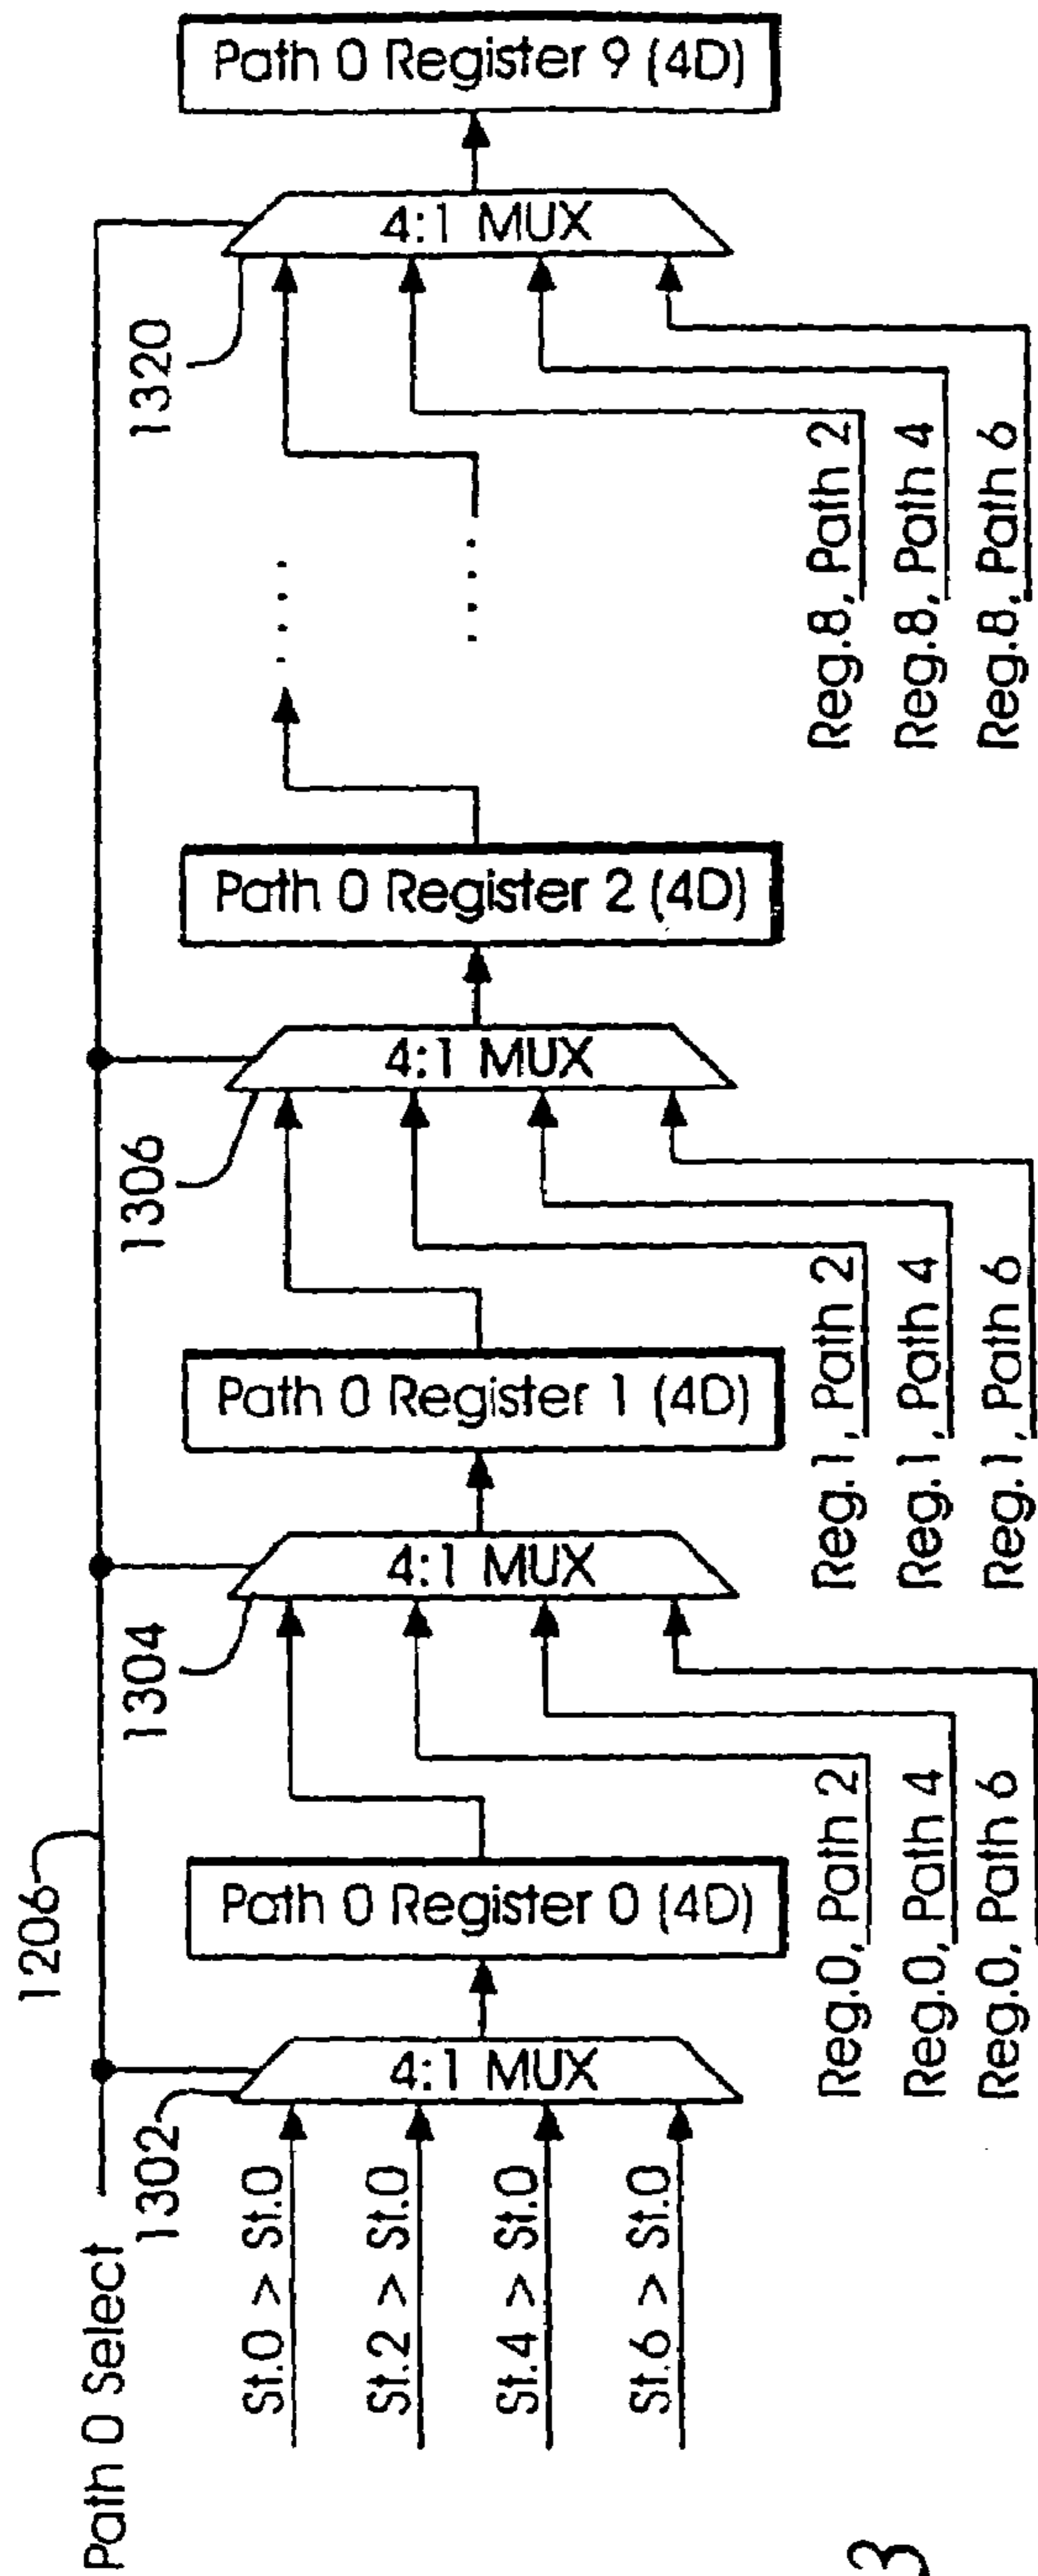 Path 0 Select
1206
1302
St.0 > St.0
St.2 > St.0
St.4 > St.0
St.6 > St.0
4:1 MUX
Path 0 Register 0 (4D)
Reg.0, Path 2
Reg.0, Path 4
Reg.0, Path 6
1304
4:1 MUX
Path 0 Register 1 (4D)
Reg.1, Path 2
Reg.1, Path 4
Reg.1, Path 6
1306
4:1 MUX
Path 0 Register 2 (4D)
Reg.8, Path 2
Reg.8, Path 4
Reg.8, Path 6
1320
4:1 MUX
Path 0 Register 9 (4D)
3